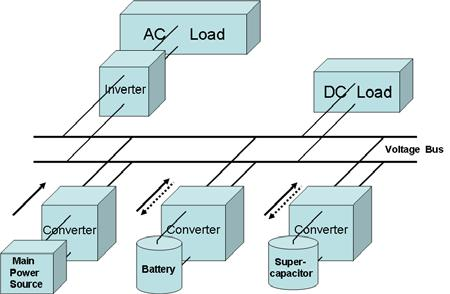 AC Load
Inverter
DC Load
Voltage Bus
Converter
Converter
Converter
Main
Power
Source
Battery
Super-
capacitor